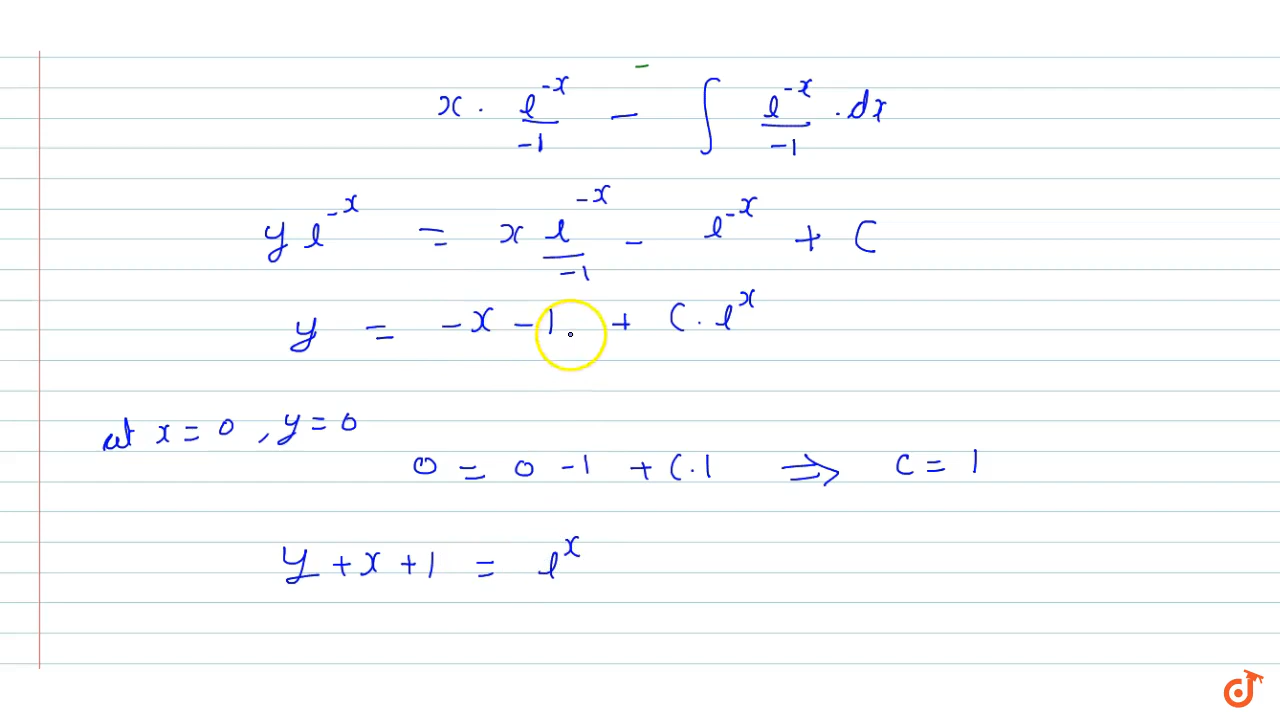 x · e^{-x}/-1 - ∫ e^{-x}/-1 · dx
y e^{-x} = x e^{-x}/-1 - e^{-x} + C
y = -x - 1 + C · e^x
at x = 0 , y = 0
0 = 0 - 1 + C · 1 ⇒ C = 1
y + x + 1 = e^x